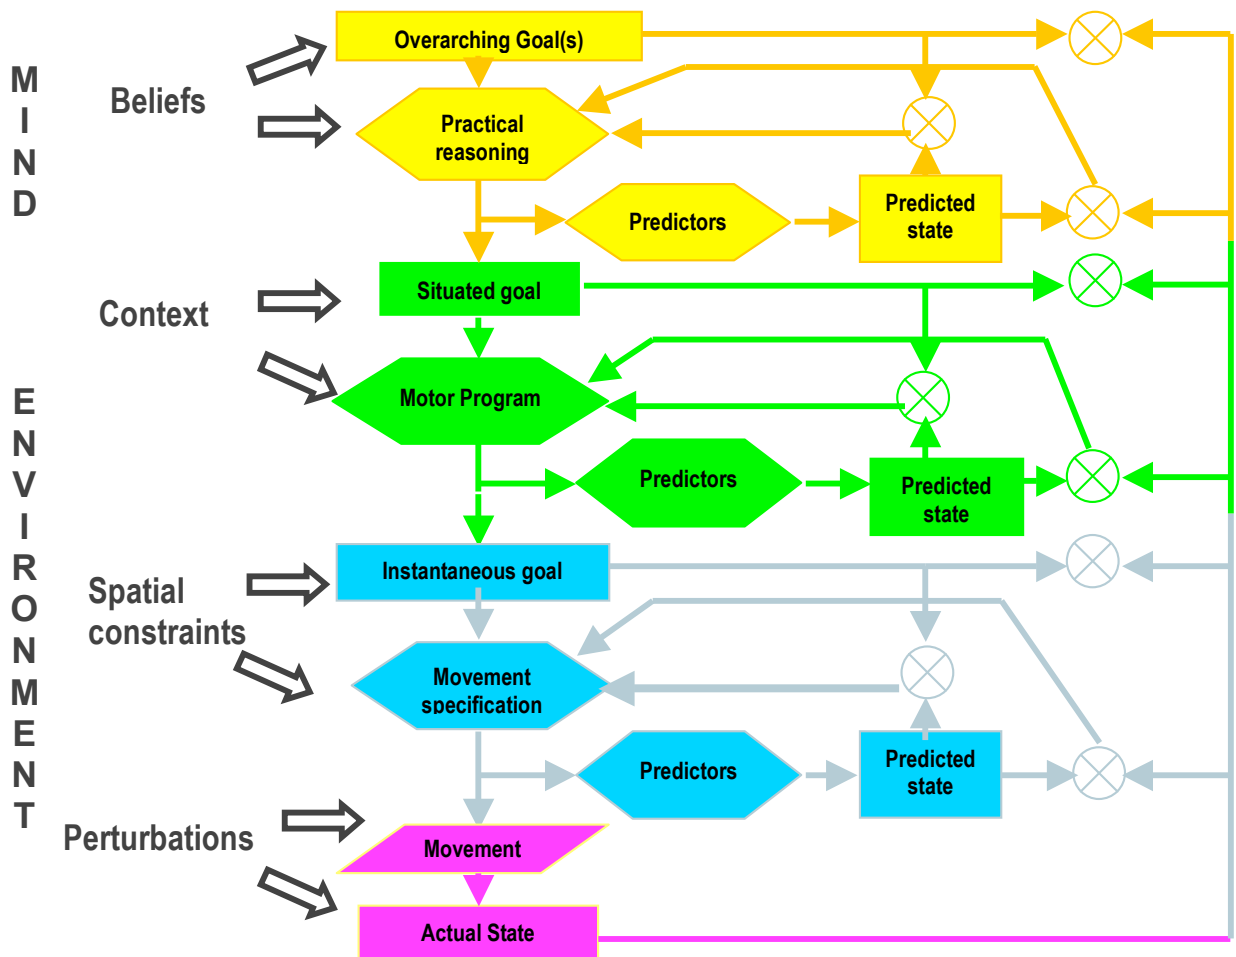 M
I
N
D
Beliefs
Overarching Goal(s)
Practical
reasoning
Predictors
Predicted
state
Context
Situated goal
Motor Program
Predictors
Predicted
state
E
N
V
I
R
O
N
M
E
N
T
Spatial
constraints
Instantaneous goal
Movement
specification
Predictors
Predicted
state
Perturbations
Movement
Actual State